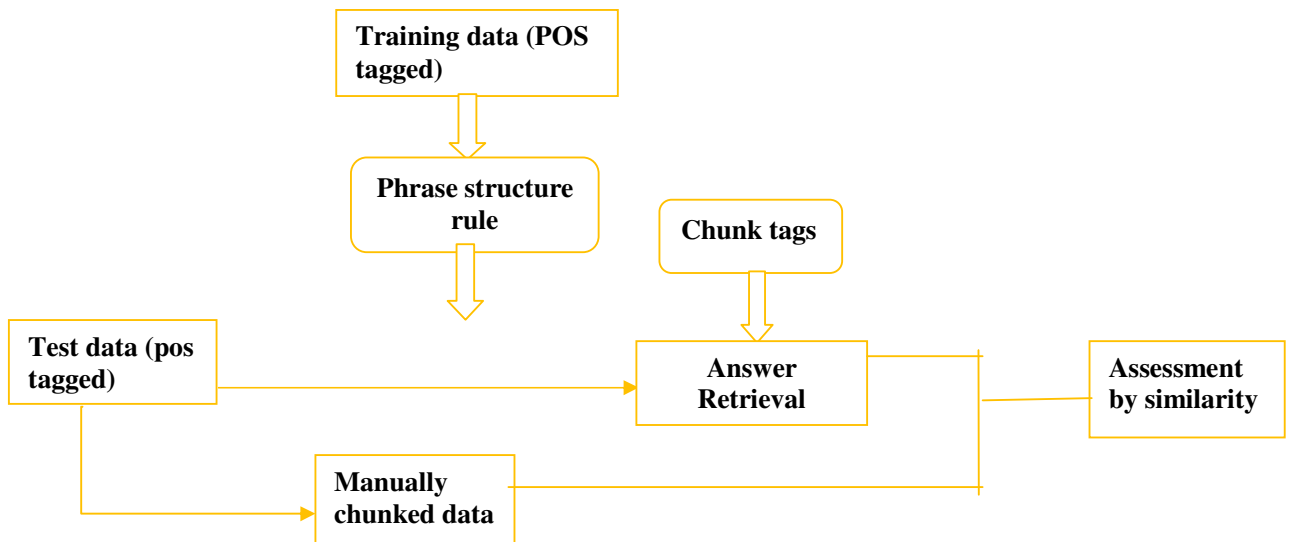 Training data (POS
tagged)
Phrase structure
rule
Chunk tags
Test data (pos
tagged)
Answer
Retrieval
Assessment
by similarity
Manually
chunked data